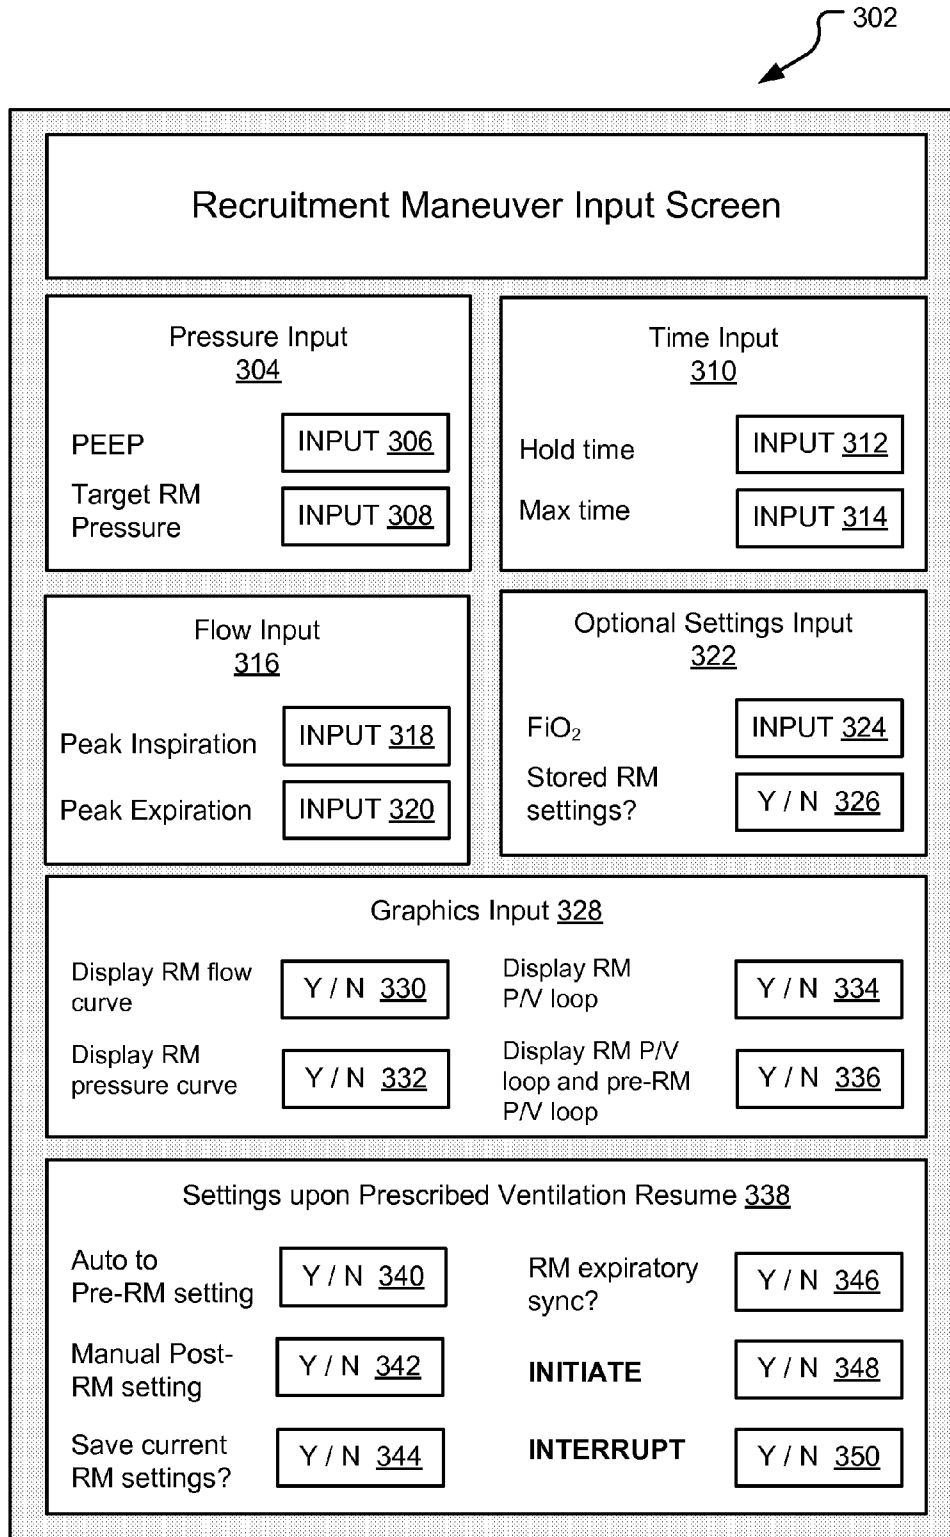 302
Recruitment Maneuver Input Screen
Pressure Input
304
PEEP
INPUT 306
Target RM
Pressure
INPUT 308
Time Input
310
Hold time
INPUT 312
Max time
INPUT 314
Flow Input
316
Peak Inspiration
INPUT 318
Peak Expiration
INPUT 320
Optional Settings Input
322
FiO₂
INPUT 324
Stored RM
settings?
Y / N 326
Graphics Input 328
Display RM flow
curve
Y / N 330
Display RM
pressure curve
Y / N 332
Display RM
P/V loop
Y / N 334
Display RM P/V
loop and pre-RM
P/V loop
Y / N 336
Settings upon Prescribed Ventilation Resume 338
Auto to
Pre-RM setting
Y / N 340
Manual Post-
RM setting
Y / N 342
Save current
RM settings?
Y / N 344
RM expiratory
sync?
Y / N 346
INITIATE
Y / N 348
INTERRUPT
Y / N 350